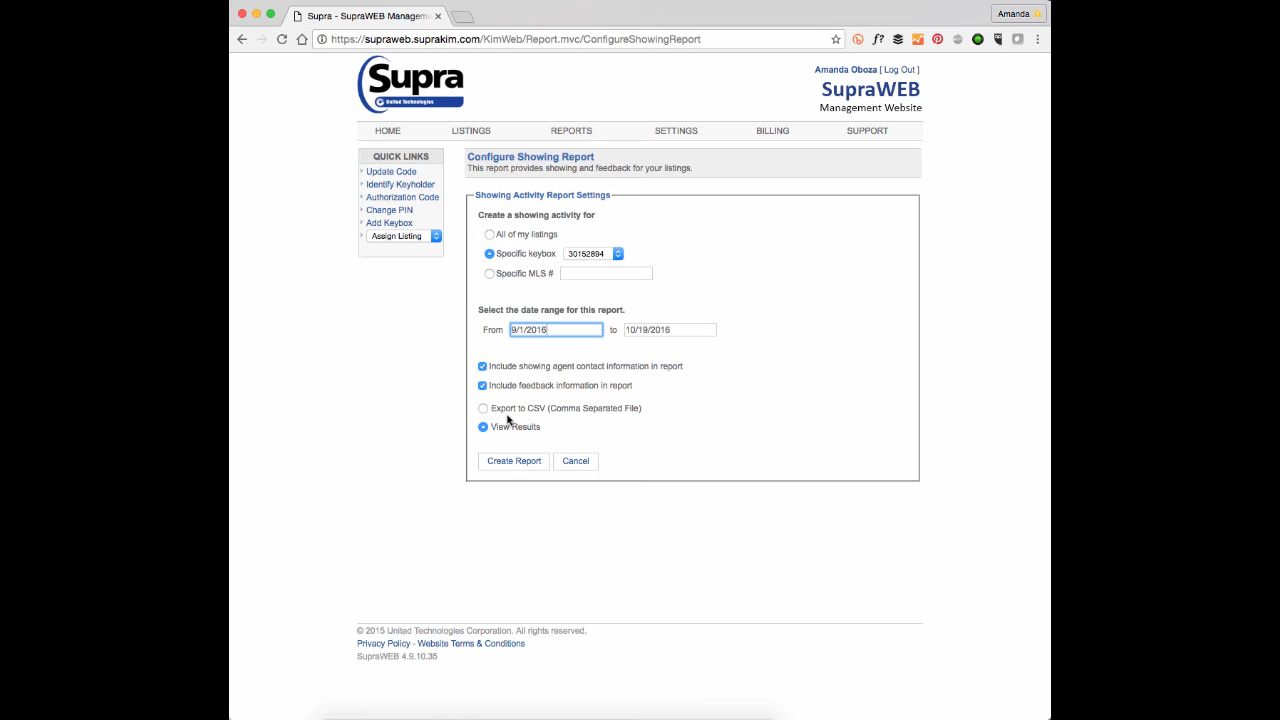 Supra - SupraWEB Managem
Amanda
https://supraweb.suprakim.com/KimWeb/Report.mvc/ConfigureShowingReport
Supra
United Technologies
Amanda Oboza [ Log Out ]
SupraWEB
Management Website
HOME LISTINGS REPORTS SETTINGS BILLING SUPPORT
QUICK LINKS
Update Code
Identify Keyholder
Authorization Code
Change PIN
Add Keybox
Assign Listing
Configure Showing Report
This report provides showing and feedback for your listings.
Showing Activity Report Settings
Create a showing activity for
All of my listings
Specific keybox 30152894
Specific MLS #
Select the date range for this report.
From 9/1/2016 to 10/19/2016
Include showing agent contact information in report
Include feedback information in report
Export to CSV (Comma Separated File)
View Results
Create Report Cancel
© 2015 United Technologies Corporation. All rights reserved.
Privacy Policy - Website Terms & Conditions
SupraWEB 4.9.10.35